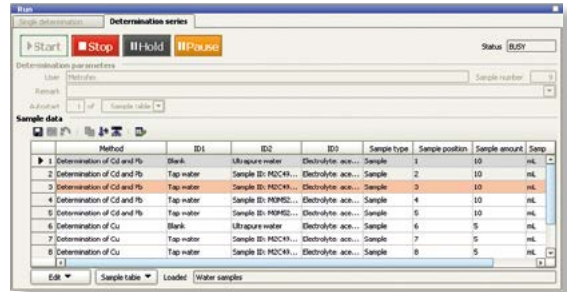 Run
Single determination Determination series
Start Stop Hold Pause Status BUSY
Determination parameters
User Metrohm Sample number 9
Remark
Autostart 1 of Sample table
Sample data
Method ID1 ID2 ID3 Sample type Sample position Sample amount Samp
1 Determination of Cd and Pb Blank Ultrapure water Electrolyte: ace... Sample 1 10 mL
2 Determination of Cd and Pb Tap water Sample ID: M2C49... Electrolyte: ace... Sample 2 10 mL
3 Determination of Cd and Pb Tap water Sample ID: M2C49... Electrolyte: ace... Sample 3 10 mL
4 Determination of Cd and Pb Tap water Sample ID: M0M52... Electrolyte: ace... Sample 4 10 mL
5 Determination of Cd and Pb Tap water Sample ID: M0M52... Electrolyte: ace... Sample 5 10 mL
6 Determination of Cu Blank Ultrapure water Electrolyte: ace... Sample 6 5 mL
7 Determination of Cu Tap water Sample ID: M2C49... Electrolyte: ace... Sample 7 5 mL
8 Determination of Cu Tap water Sample ID: M2C49... Electrolyte: ace... Sample 8 5 mL
Edit Sample table Loaded Water samples